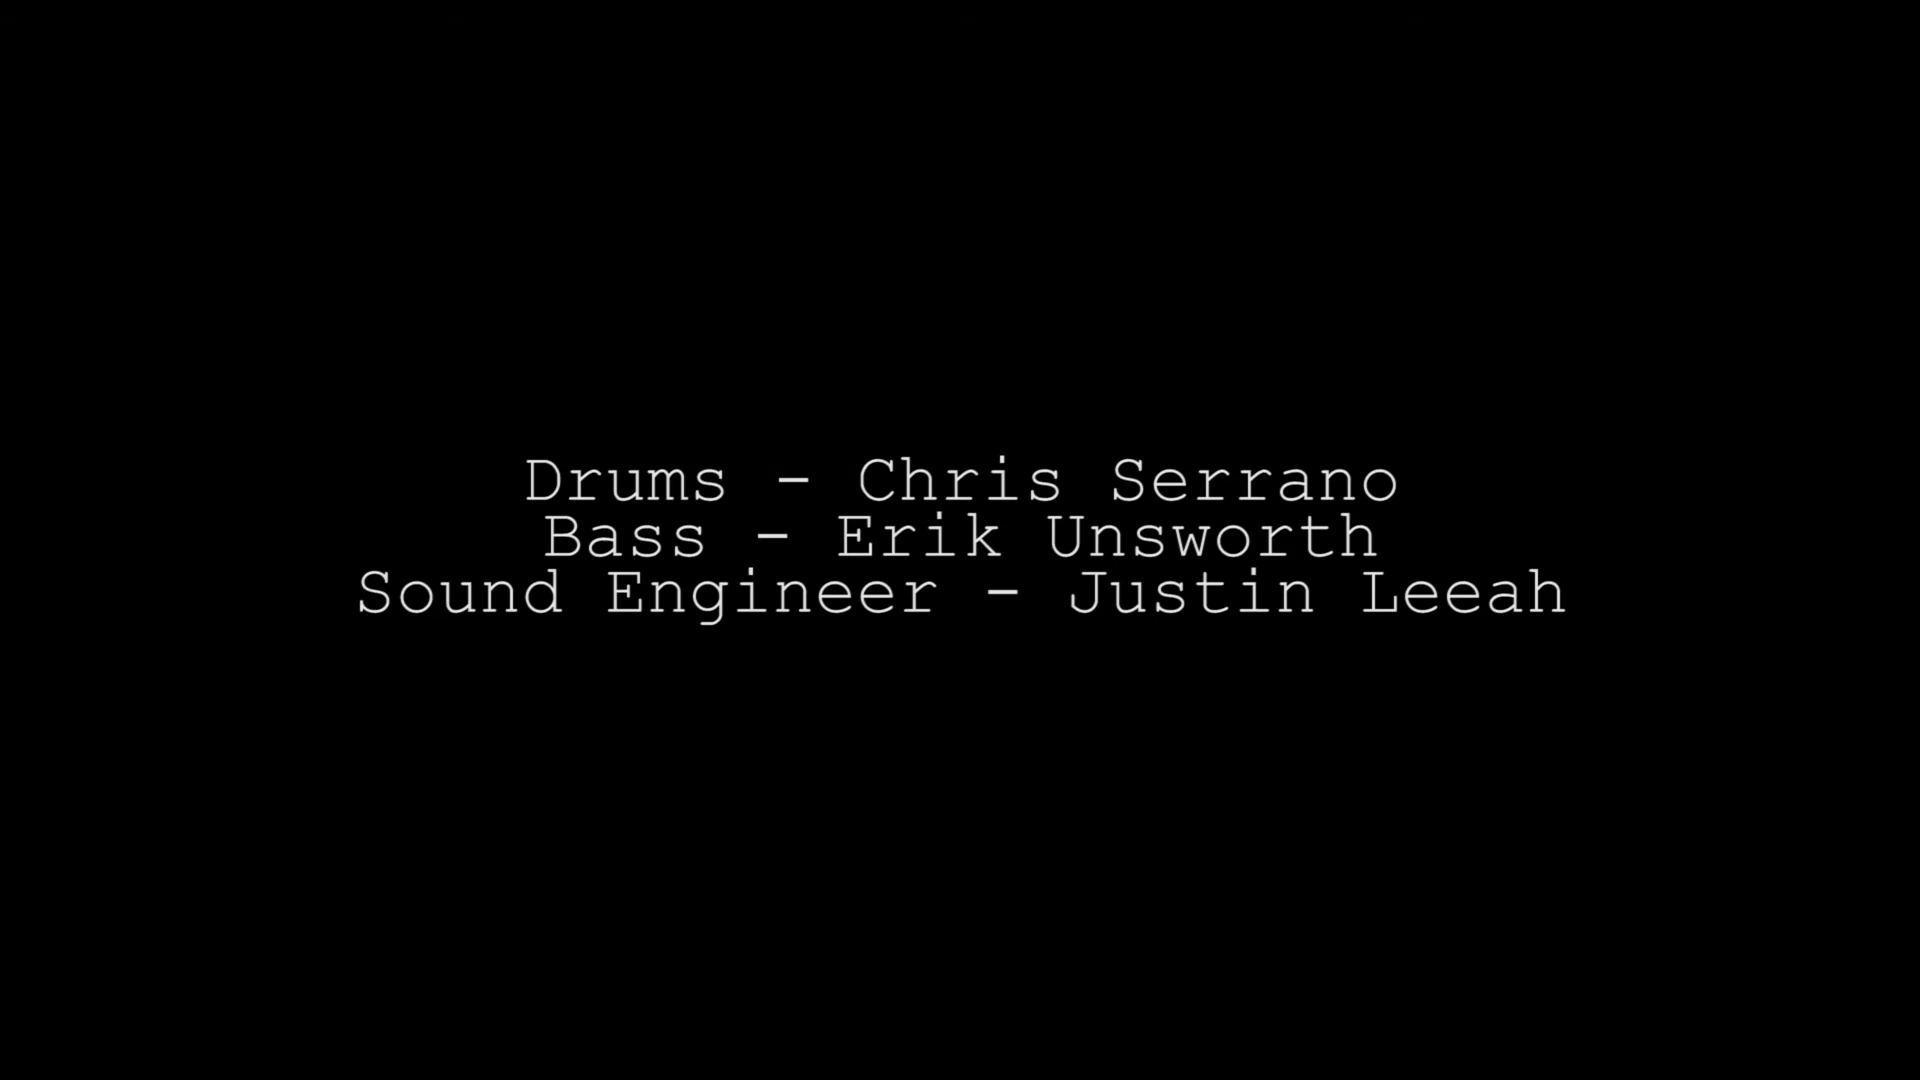 Drums - Chris Serrano
Bass - Erik Unsworth
Sound Engineer - Justin Leeah